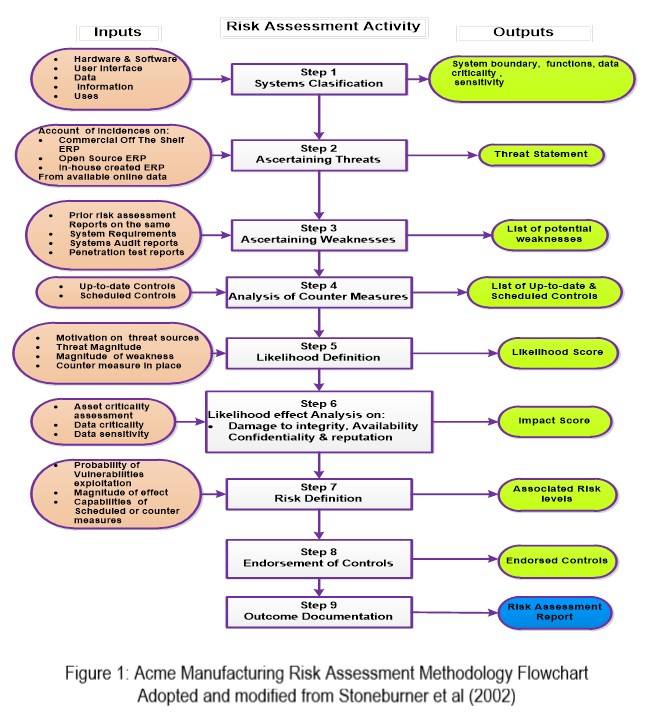 Inputs
Risk Assessment Activity
Outputs
• Hardware & Software
• User Interface
• Data
• Information
• Uses
Step 1
Systems Clasification
System boundary, functions, data
criticality ,
sensitivity
Account of incidences on:
• Commercial Off The Shelf
ERP
• Open Source ERP
• In-house created ERP
From available online data
Step 2
Ascertaining Threats
Threat Statement
• Prior risk assessment
Reports on the same
• System Requirements
• Systems Audit reports
• Penetration test reports
Step 3
Ascertaining Weaknesses
List of potential
weaknesses
• Up-to-date Controls
• Scheduled Controls
Step 4
Analysis of Counter Measures
List of Up-to-date &
Scheduled Controls
• Motivation on threat sources
• Threat Magnitude
• Magnitude of weakness
• Counter measure in place
Step 5
Likelihood Definition
Likelihood Score
• Asset criticality
assessment
• Data criticality
• Data sensitivity
Step 6
Likelihood effect Analysis on:
• Damage to integrity, Availability
Confidentiality & reputation
Impact Score
• Probability of
Vulnerabilities
exploitation
• Magnitude of effect
• Capabilities of
Scheduled or counter
measures
Step 7
Risk Definition
Associated Risk
levels
Step 8
Endorsement of Controls
Endorsed Controls
Step 9
Outcome Documentation
Risk Assessment
Report
Figure 1: Acme Manufacturing Risk Assessment Methodology Flowchart
Adopted and modified from Stoneburner et al (2002)